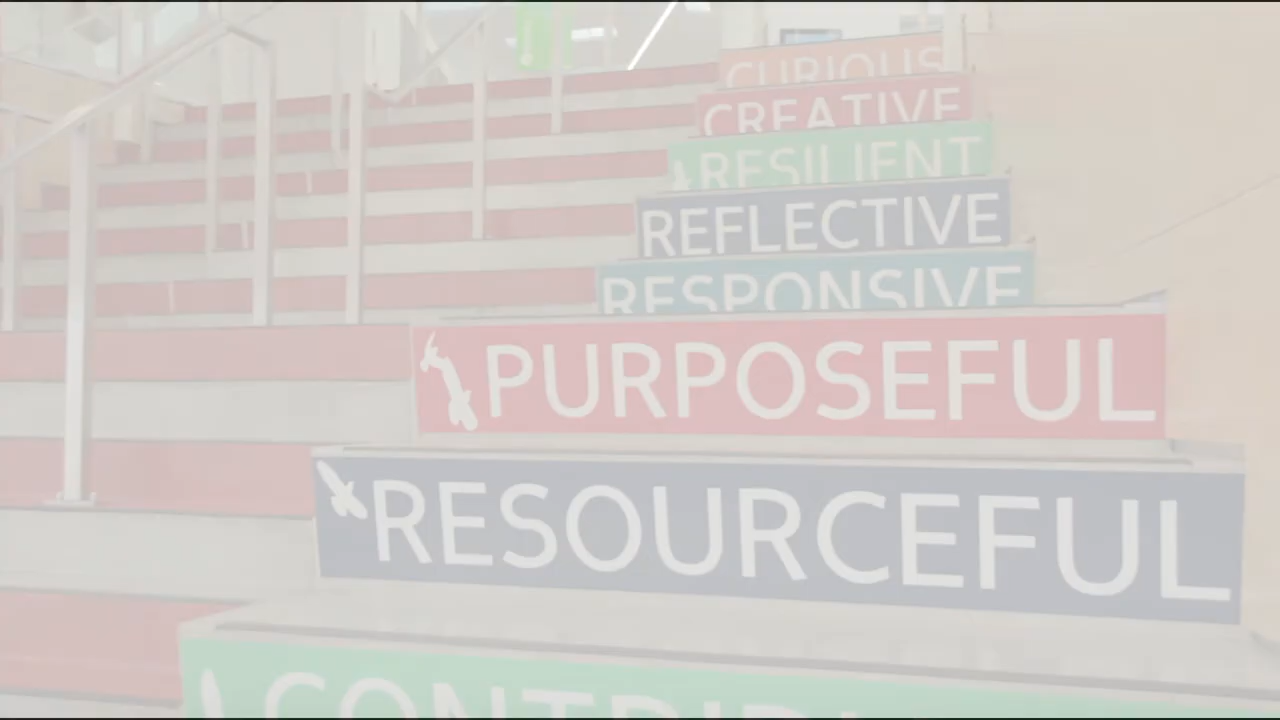 CURIOUS
CREATIVE
RESILIENT
REFLECTIVE
RESPONSIVE
PURPOSEFUL
RESOURCEFUL